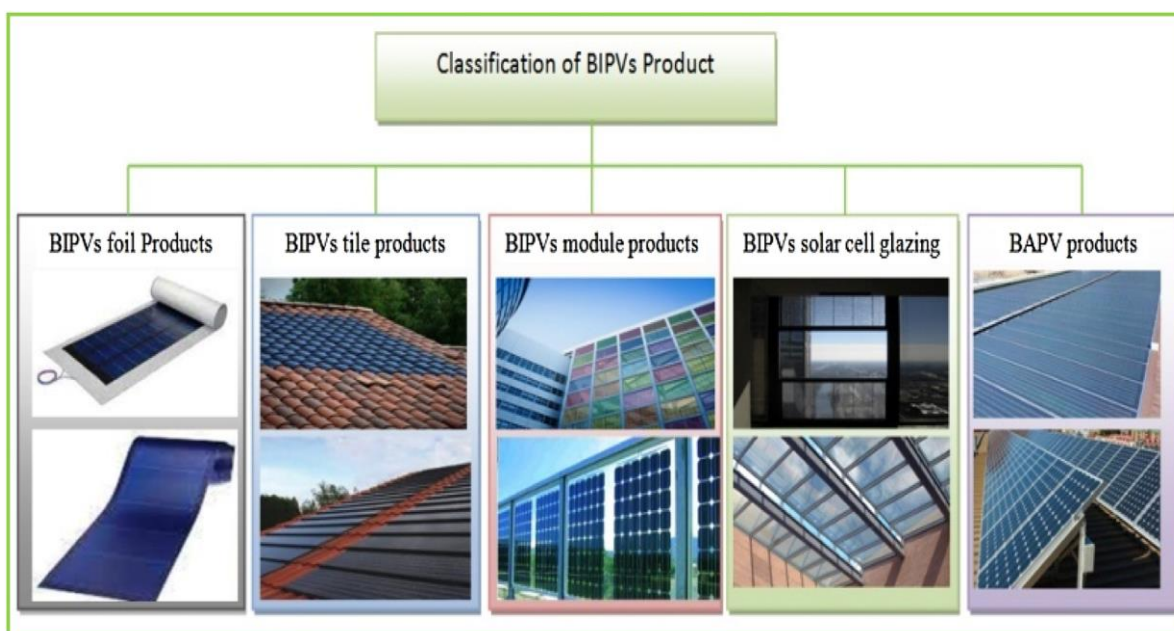 Classification of BIPVs Product
BIPVs foil Products
BIPVs tile products
BIPVs module products
BIPVs solar cell glazing
BAPV products